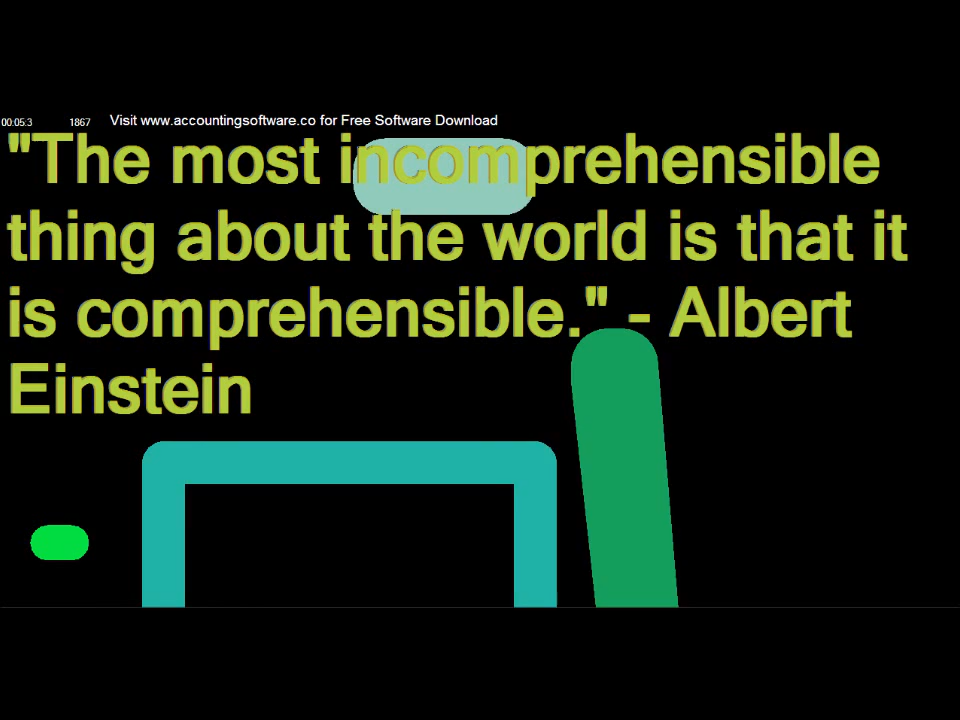 00:05:3 1867 Visit www.accountingsoftware.co for Free Software Download
"The most incomprehensible
thing about the world is that it
is comprehensible." - Albert
Einstein